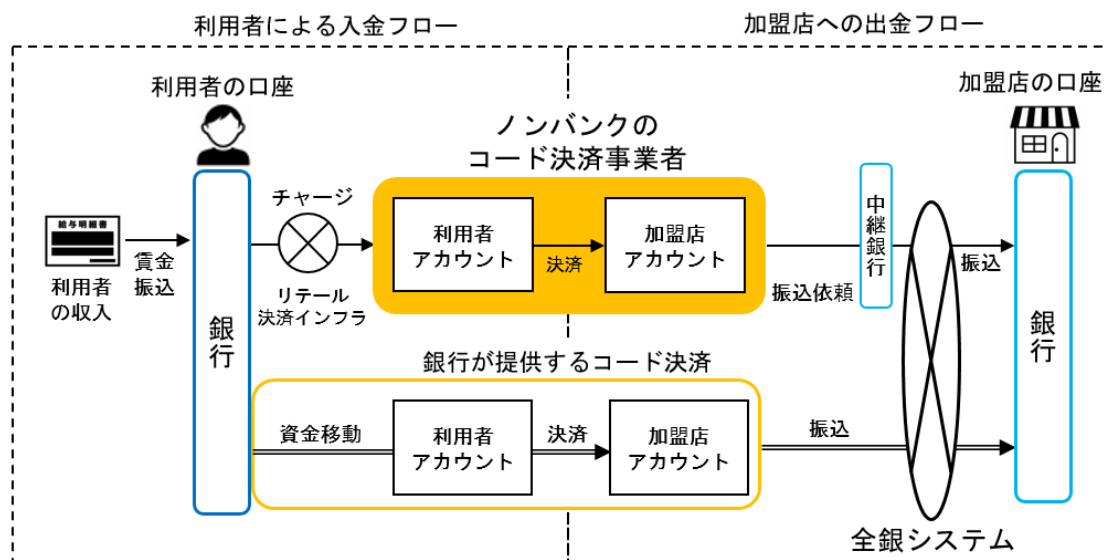 利用者による入金フロー
加盟店への出金フロー
利用者の口座
加盟店の口座
ノンバンクの
コード決済事業者
給与明細書
利用者
の収入
賃金
振込
銀行
チャージ
リテール
決済インフラ
利用者
アカウント
決済
加盟店
アカウント
振込依頼
中継銀行
振込
銀行
銀行が提供するコード決済
資金移動
利用者
アカウント
決済
加盟店
アカウント
振込
全銀システム